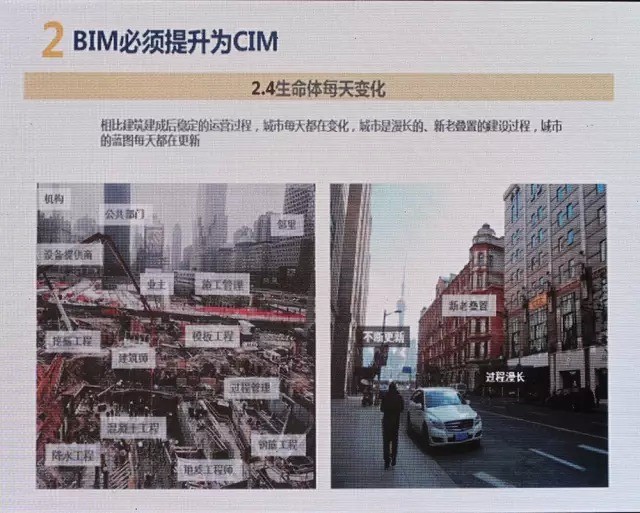 2 BIM必须提升为CIM
2.4生命体每天变化
相比建筑建成后稳定的运营过程，城市每天都在变化，城市是漫长的、新老叠置的建设过程，城市
的蓝图每天都在更新
机构
公共部门
邻里
设备提供商
业主
施工管理
挖掘工程
模板工程
建筑师
过程管理
混凝土工程
降水工程
钢筋工程
地质工程师
新老叠置
不断更新
过程漫长